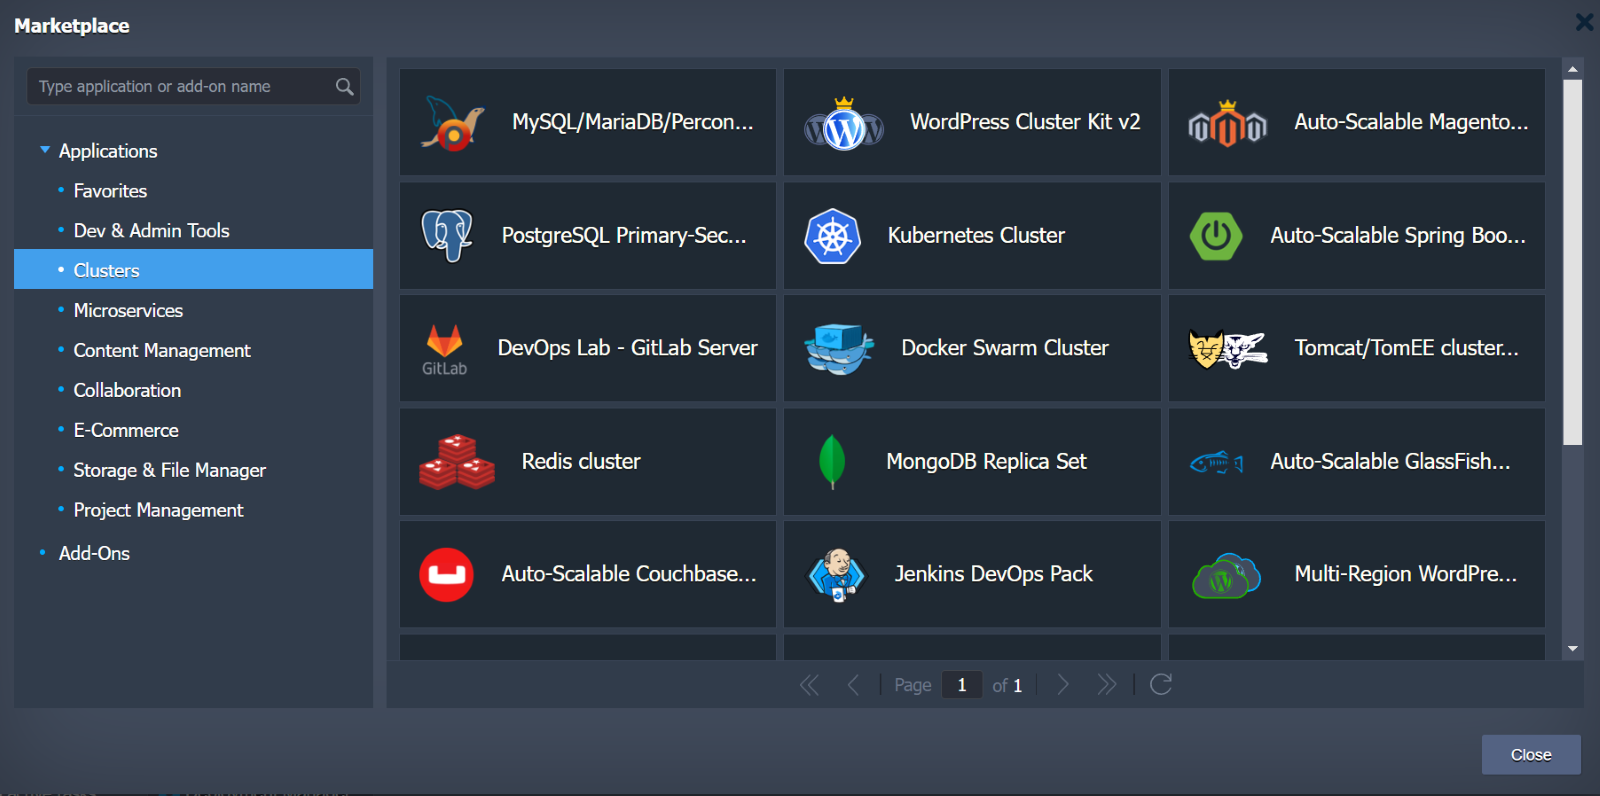 Marketplace
Type application or add-on name
Applications
Favorites
Dev & Admin Tools
Clusters
Microservices
Content Management
Collaboration
E-Commerce
Storage & File Manager
Project Management
Add-Ons
MySQL/MariaDB/Percon...
WordPress Cluster Kit v2
Auto-Scalable Magento...
PostgreSQL Primary-Sec...
Kubernetes Cluster
Auto-Scalable Spring Boo...
GitLab
DevOps Lab - GitLab Server
Docker Swarm Cluster
Tomcat/TomEE cluster...
Redis cluster
MongoDB Replica Set
Auto-Scalable GlassFish...
Auto-Scalable Couchbase...
Jenkins DevOps Pack
Multi-Region WordPre...
Page 1 of 1
Close